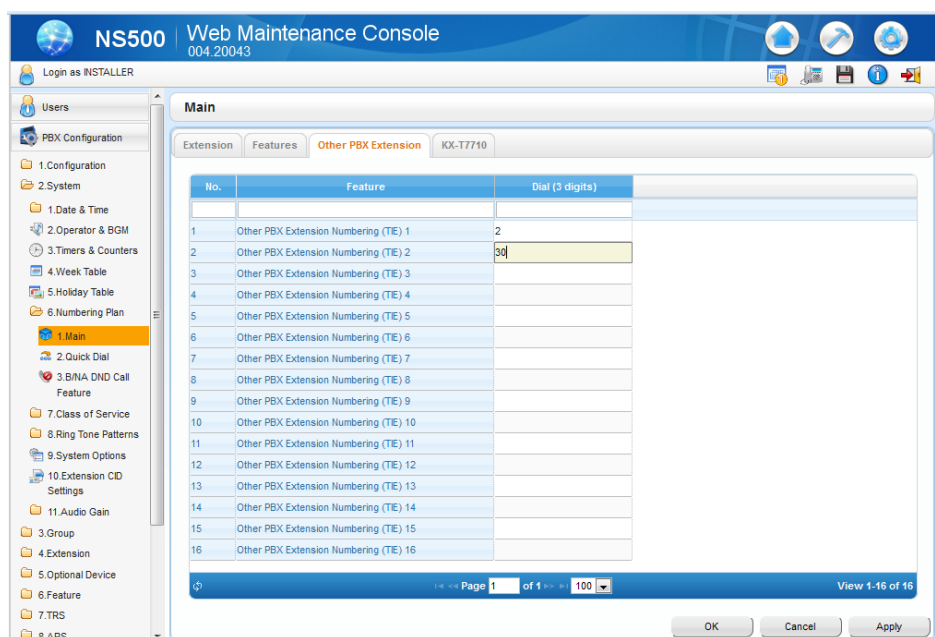 NS500
Web Maintenance Console
004.20043
Login as INSTALLER
Users
PBX Configuration
1.Configuration
2.System
1.Date & Time
2.Operator & BGM
3.Timers & Counters
4.Week Table
5.Holiday Table
6.Numbering Plan
1.Main
2.Quick Dial
3.B/NA DND Call
Feature
7.Class of Service
8.Ring Tone Patterns
9.System Options
10.Extension CID
Settings
11.Audio Gain
3.Group
4.Extension
5.Optional Device
6.Feature
7.TRS
8.ARS
Main
Extension Features Other PBX Extension KX-T7710
No. Feature Dial (3 digits)
1 Other PBX Extension Numbering (TIE) 1 2
2 Other PBX Extension Numbering (TIE) 2 30
3 Other PBX Extension Numbering (TIE) 3
4 Other PBX Extension Numbering (TIE) 4
5 Other PBX Extension Numbering (TIE) 5
6 Other PBX Extension Numbering (TIE) 6
7 Other PBX Extension Numbering (TIE) 7
8 Other PBX Extension Numbering (TIE) 8
9 Other PBX Extension Numbering (TIE) 9
10 Other PBX Extension Numbering (TIE) 10
11 Other PBX Extension Numbering (TIE) 11
12 Other PBX Extension Numbering (TIE) 12
13 Other PBX Extension Numbering (TIE) 13
14 Other PBX Extension Numbering (TIE) 14
15 Other PBX Extension Numbering (TIE) 15
16 Other PBX Extension Numbering (TIE) 16
Page 1 of 1 100 View 1-16 of 16
OK Cancel Apply